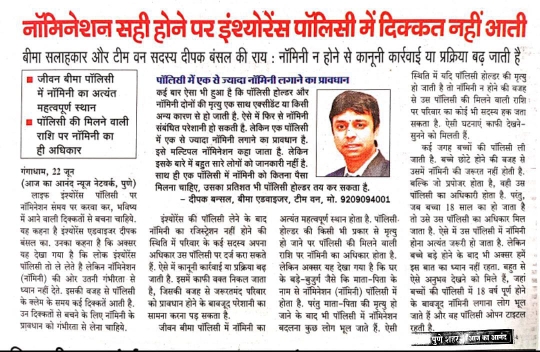 नॉमिनेशन सही होने पर इंश्योरेंस पॉलिसी में दिक्कत नहीं आती
बीमा सलाहकार और टीम वन सदस्य दीपक बंसल की राय : नॉमिनी न होने से कानूनी कार्रवाई या प्रक्रिया बढ़ जाती है
जीवन बीमा पॉलिसी
में नॉमिनी का अत्यंत
महत्वपूर्ण स्थान
पॉलिसी की मिलने वाली
राशि पर नॉमिनी का
ही अधिकार
गंगाधाम, 22 जून
(आज का आनंद न्यूज नेटवर्क, पुणे)
लाइफ इंश्योरेंस पॉलिसी पर
नॉमिनेशन समय पर करवा कर, भविष्य
में आने वाली दिक्कतों से बचना चाहिये.
यह कहना है इंश्योरेंस एडवाइजर दीपक
बंसल का. उनका कहना है कि अक्सर
यह देखा गया है कि लोक इंश्योरेंस
पॉलिसी तो ले लेते है लेकिन नॉमिनेशन
(नॉमिनी) की ओर उतनी गंभीरता से
ध्यान नहीं देते. इसकी वजह से पॉलिसी
के क्लेम के समय कई दिक्कतें आती है.
उन दिक्कतों से बचने के लिए नॉमिनी के
प्रावधान को गंभीरता से लेना चाहिये.
पॉलिसी में एक से ज्यादा नॉमिनी लगाने का प्रावधान
कई बार ऐसा भी हुआ है कि पॉलिसी होल्डर और
नॉमिनी दोनों की मृत्यु एक साथ एक्सीडेंट या किसी
अन्य कारण से हो जाती है. ऐसे में फिर से नॉमिनी
संबंधित परेशानी हो सकती है. लेकिन एक पॉलिसी
में एक से ज्यादा नॉमिनी लगाने का प्रावधान है.
इसे मल्टिपल नॉमिनेशन कहा जाता है. लेकिन
इसके बारे में बहुत सारे लोगों को जानकारी नहीं है.
साथ ही एक पॉलिसी में नॉमिनी को कितना पैसा
मिलना चाहिए, उसका प्रतिशत भी पॉलिसी होल्डर तय कर सकता है.
- दीपक बन्सल, बीमा एडवाइजर, टीम वन, मो. 9209094001
इंश्योरेंस की पॉलिसी लेने के बाद
नॉमिनी का रजिस्ट्रेशन नहीं होने की
स्थिति में परिवार के कई सदस्य अपना
अधिकार उस पॉलिसी पर दर्ज करा सकते
है. ऐसे में कानूनी कार्रवाई या प्रक्रिया बढ़
जाती है. इसमें काफी वक्त निकल जाता
है, जिसकी वजह से जरूरतमंद परिवार
को प्रावधान होने के बावजूद परेशानी का
सामना करना पड़ सकता है.
जीवन बीमा पॉलिसी में नॉमिनी का
अत्यंत महत्वपूर्ण स्थान होता है. पॉलिसी-
होल्डर की किसी भी प्रकार से मृत्यु
हो जाने पर पॉलिसी की मिलने वाली
राशि पर नॉमिनी का अधिकार होता है.
लेकिन अक्सर यह देखा गया है कि घर
के बड़े-बुजुर्ग जैसे कि माता-पिता के
नाम से नॉमिनेशन (नॉमिनी) पॉलिसी में
होता है. परंतु माता-पिता की मृत्यु हो
जाने के बाद भी पॉलिसी में नॉमिनेशन
बदलना कुछ लोग भूल जाते हैं. ऐसी
स्थिति में यदि पॉलिसी होल्डर की मृत्यु
हो जाती है तो नॉमिनी न होने की वजह
से उस पॉलिसी की मिलने वाली राशि
पर परिवार का कोई भी सदस्य हक जता
सकता है. ऐसी घटनाएं काफी देखने-
सुनने को मिलती हैं.
कई जगह बच्चों की पॉलिसी ली
जाती है. बच्चे छोटे होने की वजह से
उसमें नॉमिनी की जरूरत नहीं होती है.
बल्कि जो प्रपोजर होता है, वही उस
पॉलिसी का अधिकारी होता है. परंतु,
जब बच्चा 18 साल का हो जाता है
तो उसे उस पॉलिसी का अधिकार मिल
जाता है. ऐसे में उस पॉलिसी में नॉमिनी
होना अत्यंत जरूरी हो जाता है. लेकिन
बच्चे बड़े होने के बाद भी अक्सर हमें
इस बात का ध्यान नहीं रहता. बहुत से
ऐसे अनुभव देखने को मिले हैं, जहां
बच्चों की पॉलिसी में 18 वर्ष पूर्ण होने
के बावजूद नॉमिनी लगाना लोग भूल
जाते हैं और वह पॉलिसी ओपन टाइटल
रहती है.
पुणे शहर
आज का आनंद